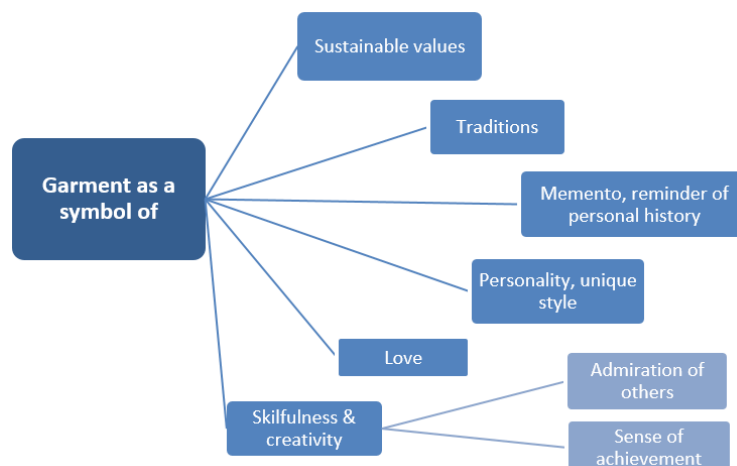 Sustainable values
Traditions
Garment as a
symbol of
Memento, reminder of
personal history
Personality, unique
style
Love
Admiration of
others
Skilfulness &
creativity
Sense of
achievement